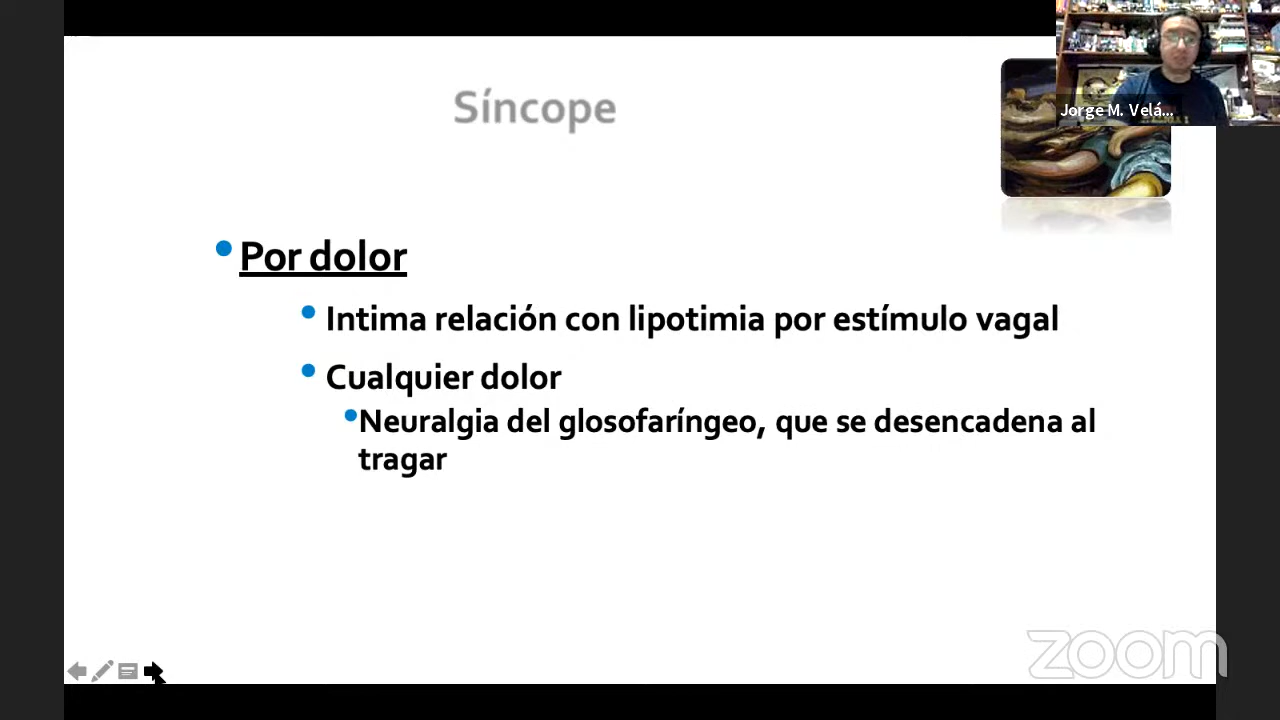 Síncope
Jorge M. Velá...
Por dolor
Intima relación con lipotimia por estímulo vagal
Cualquier dolor
Neuralgia del glosofaríngeo, que se desencadena al
tragar
zoom